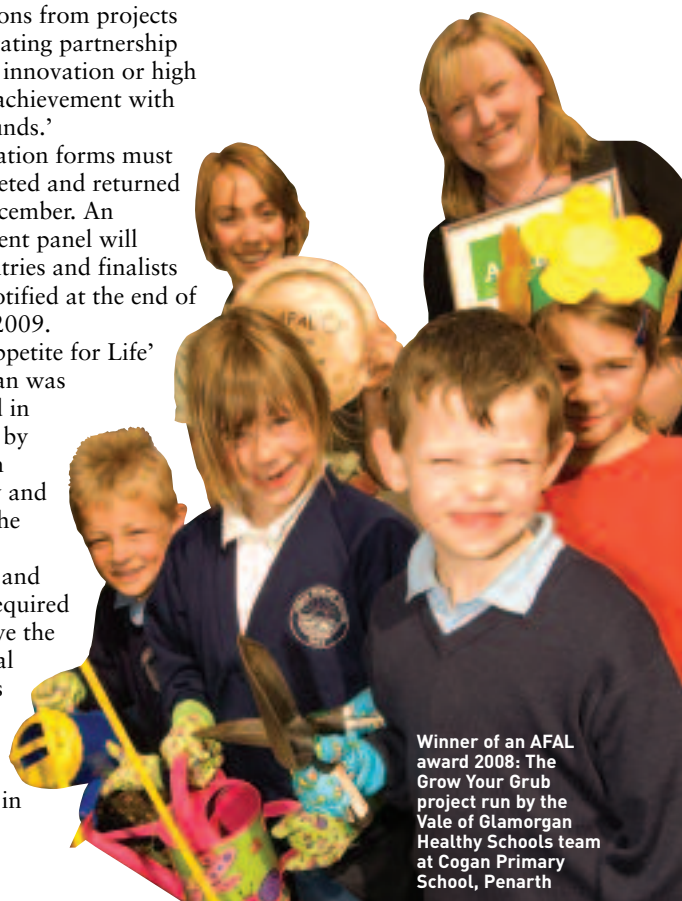 ons from projects
ating partnership
innovation or high
achievement with
unds.’
ation forms must
eted and returned
cember. An
ent panel will
tries and finalists
otified at the end of
2009.
ppetite for Life’
an was
in
by
and
he
and
equired
ve the
al
s
in
AFAL
Winner of an AFAL
award 2008: The
Grow Your Grub
project run by the
Vale of Glamorgan
Healthy Schools team
at Cogan Primary
School, Penarth